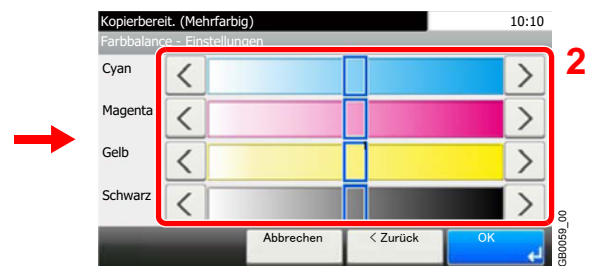 Kopierbereit. (Mehrfarbig) 10:10
Farbbalance - Einstellungen
2
Cyan
Magenta
Gelb
Schwarz
Abbrechen < Zurück OK
GB0059_00